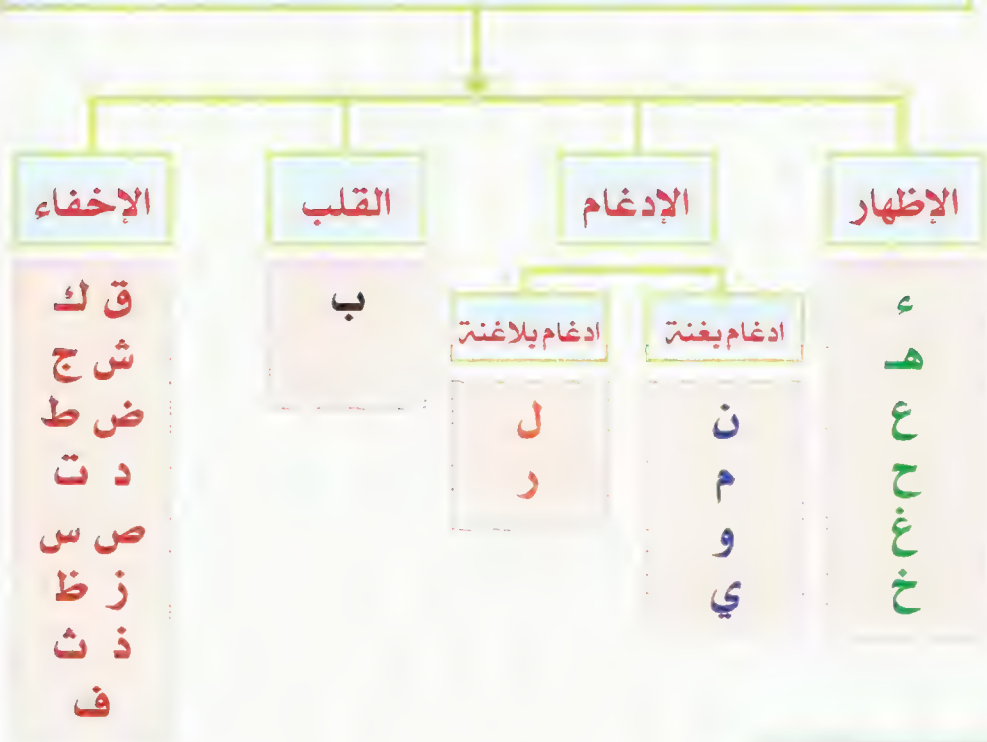 الإظهار
ء
هـ
ع
ح
غ
خ
الإدغام
ادغام بغنة
ن
م
و
ي
ادغام بلاغنة
ل
ر
القلب
ب
الإخفاء
ق ك
ش ج
ض ط
د ت
ص س
ز ظ
ذ ث
ف